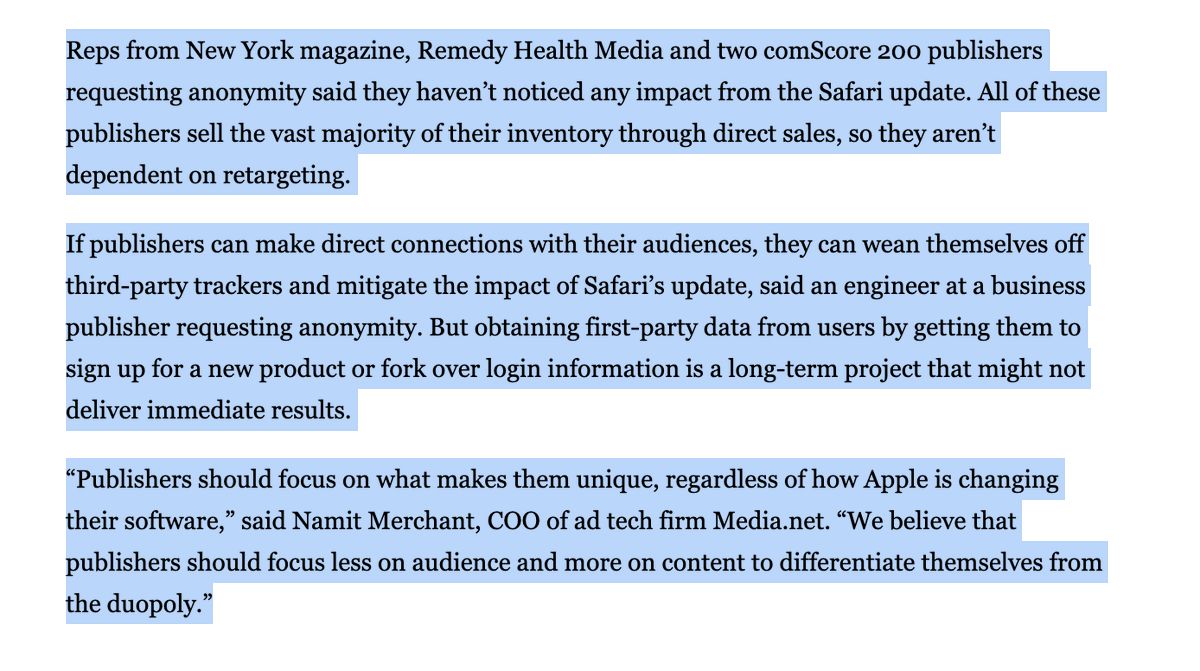 Reps from New York magazine, Remedy Health Media and two comScore 200 publishers
requesting anonymity said they haven’t noticed any impact from the Safari update. All of these
publishers sell the vast majority of their inventory through direct sales, so they aren’t
dependent on retargeting.
If publishers can make direct connections with their audiences, they can wean themselves off
third-party trackers and mitigate the impact of Safari’s update, said an engineer at a business
publisher requesting anonymity. But obtaining first-party data from users by getting them to
sign up for a new product or fork over login information is a long-term project that might not
deliver immediate results.
“Publishers should focus on what makes them unique, regardless of how Apple is changing
their software,” said Namit Merchant, COO of ad tech firm Media.net. “We believe that
publishers should focus less on audience and more on content to differentiate themselves from
the duopoly.”